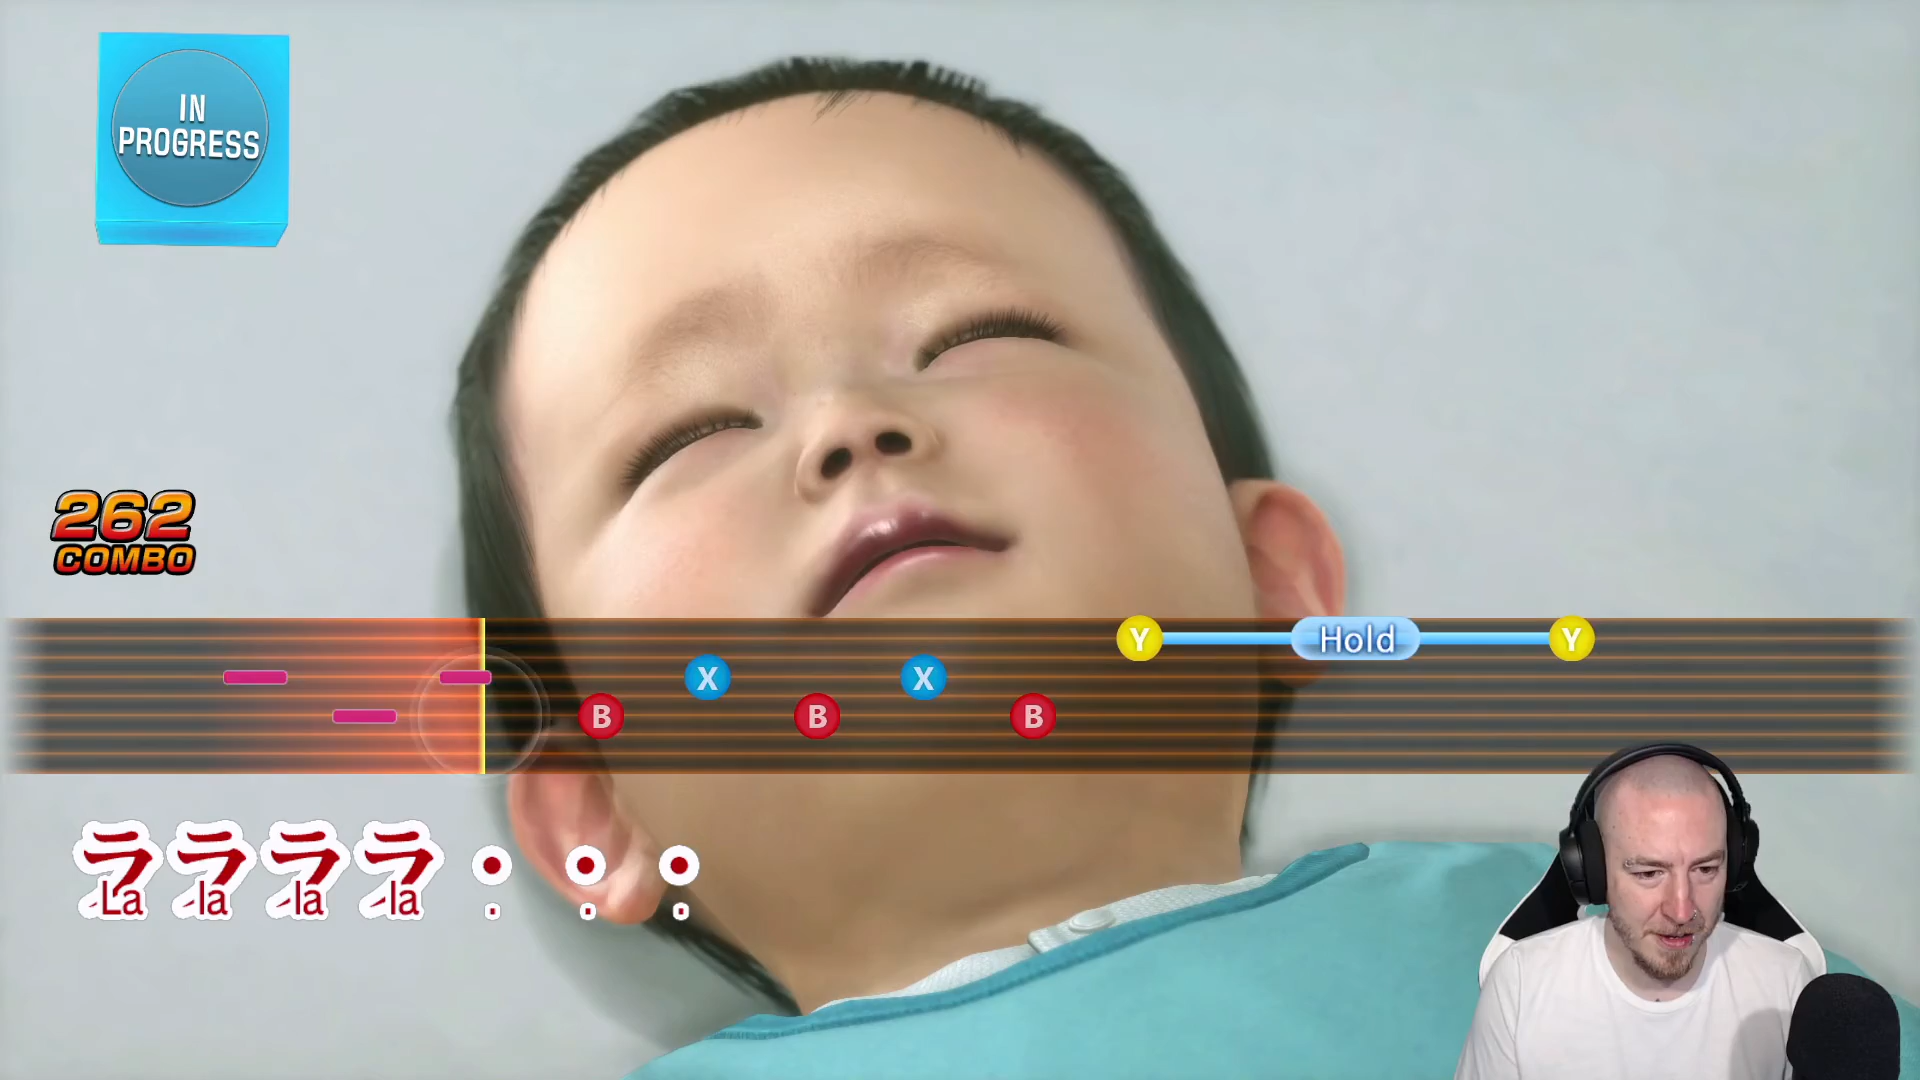 IN
PROGRESS
262
COMBO
Y Hold Y
X X
B B B
ララララ・・・
La la la la . . .